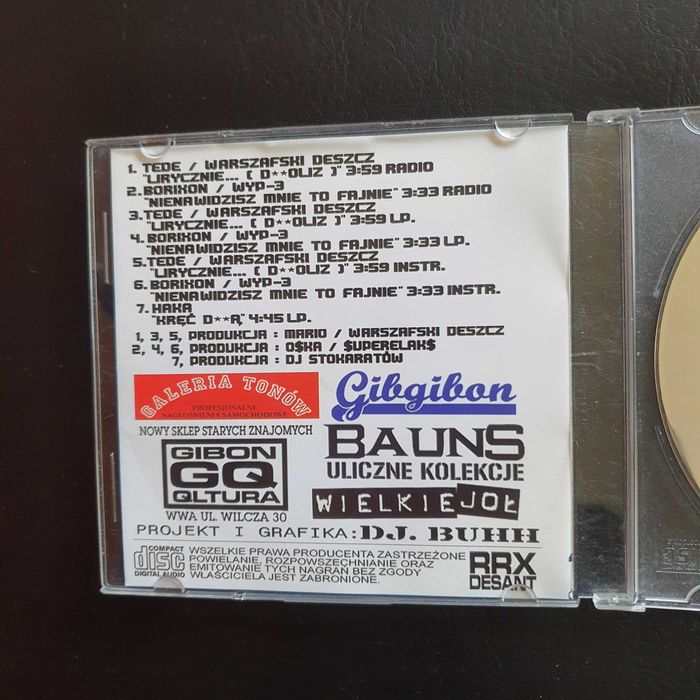 1. TEDE / WARSZAFSKI DESZCZ
"LIRYCZNIE... ( D**OLIZ )" 3:59 RADIO
2. BORIXON / WYP-3
"NIENAWIDZISZ MNIE TO FAJNIE" 3:33 RADIO
3. TEDE / WARSZAFSKI DESZCZ
"LIRYCZNIE... ( D**OLIZ )" 3:59 LP.
4. BORIXON / WYP-3
"NIENAWIDZISZ MNIE TO FAJNIE" 3:33 LP.
5. TEDE / WARSZAFSKI DESZCZ
"LIRYCZNIE... ( D**OLIZ )" 3:59 INSTR.
6. BORIXON / WYP-3
"NIENAWIDZISZ MNIE TO FAJNIE" 3:33 INSTR.
7. HAKA
"KRĘĆ D**Ą" 4:45 LP.
1, 3, 5, PRODUKCJA : MARIO / WARSZAFSKI DESZCZ
2, 4, 6, PRODUKCJA : O$KA / $UPERELAK$
7, PRODUKCJA : DJ STOKARATÓW
GALERIA TONÓW
PROFESIONALNE
NAGŁOŚNIENIA SAMOCHODOWE
Gibgibon
NOWY SKLEP STARYCH ZNAJOMYCH
GIBON
GQ
QLTURA
WWA UL. WILCZA 30
BAUNS
ULICZNE KOLEKCJE
WIELKIE JOŁ
PROJEKT I GRAFIKA: DJ. BUHH
COMPACT
disc
DIGITAL AUDIO
WSZELKIE PRAWA PRODUCENTA ZASTRZEŻONE
POWIELANIE, ROZPOWSZECHNIANIE ORAZ
EMITOWANIE TYCH NAGRAN BEZ ZGODY
WŁAŚCICIELA JEST ZABRONIONE.
RRX
DESANT